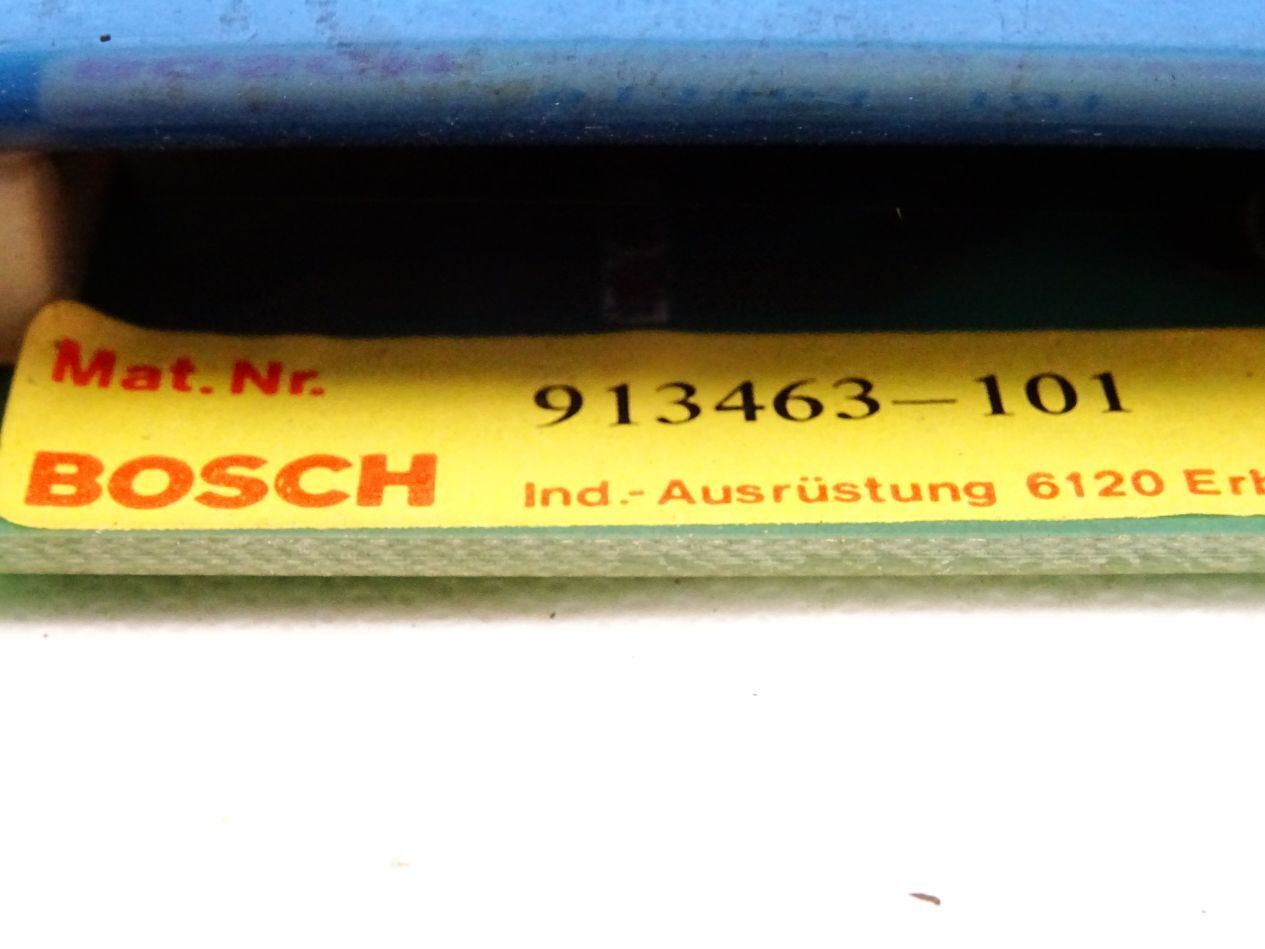 Mat. Nr. 913463-101
BOSCH Ind.-Ausrüstung 6120 Erb